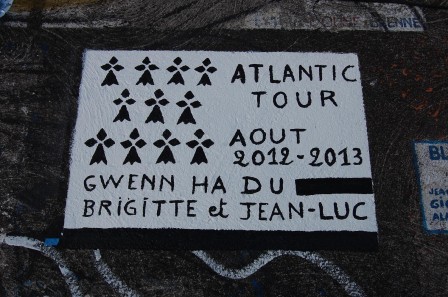 ATLANTIC
TOUR
AOUT
2012-2013
GWENN HA DU
BRIGITTE et JEAN-LUC